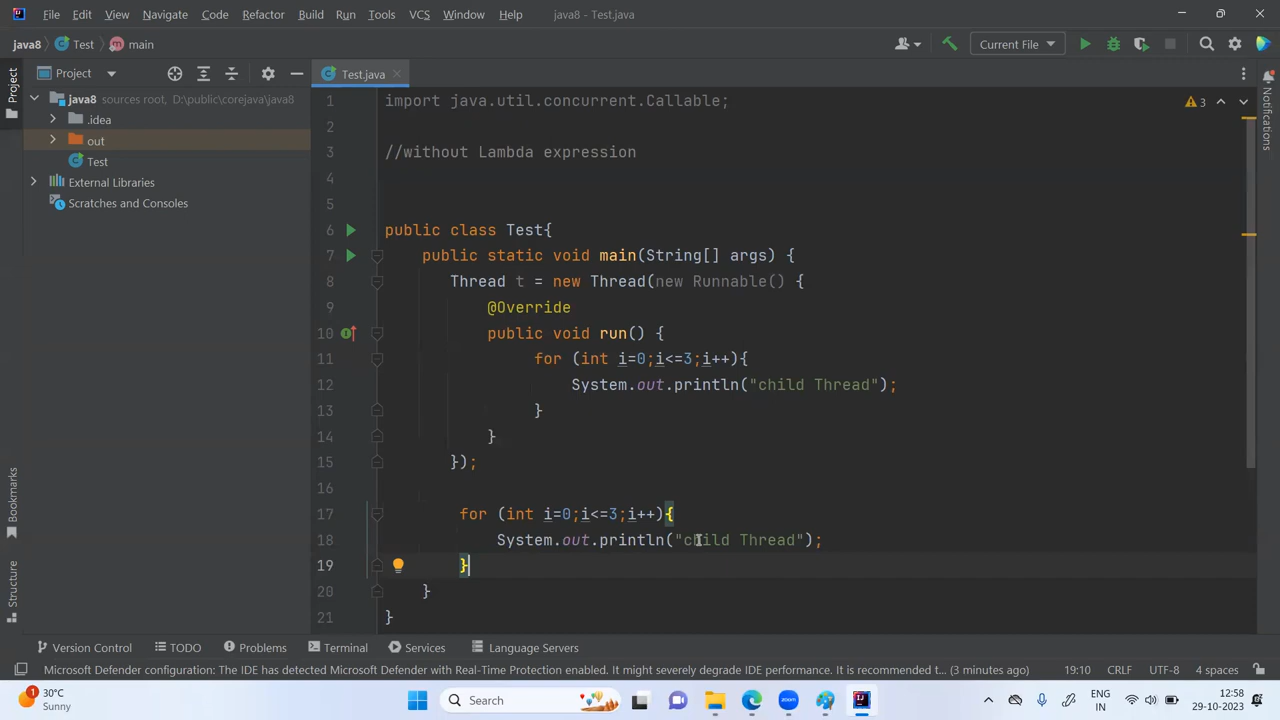 File Edit View Navigate Code Refactor Build Run Tools VCS Window Help java8 - Test.java
java8 Test main Current File
Project Test.java
java8 sources root, D:\public\corejava\java8
.idea
out
Test
External Libraries
Scratches and Consoles
Project
Bookmarks
Structure
1 import java.util.concurrent.Callable;
2
3 //without Lambda expression
4
5
6 public class Test{
7 public static void main(String[] args) {
8 Thread t = new Thread(new Runnable() {
9 @Override
10 public void run() {
11 for (int i=0;i<=3;i++){
12 System.out.println("child Thread");
13 }
14 }
15 });
16
17 for (int i=0;i<=3;i++){
18 System.out.println("child Thread");
19 }
20 }
21 }
3
Notifications
Version Control TODO Problems Terminal Services Language Servers
Microsoft Defender configuration: The IDE has detected Microsoft Defender with Real-Time Protection enabled. It might severely degrade IDE performance. It is recommended t... (3 minutes ago) 19:10 CRLF UTF-8 4 spaces
1
30°C
Sunny
Search
zoom
ENG
IN
12:58
29-10-2023